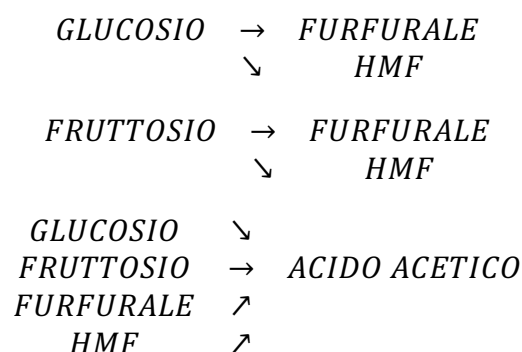 GLUCOSIO → FURFURALE
↘ HMF
FRUTTOSIO → FURFURALE
↘ HMF
GLUCOSIO ↘
FRUTTOSIO → ACIDO ACETICO
FURFURALE ↗
HMF ↗